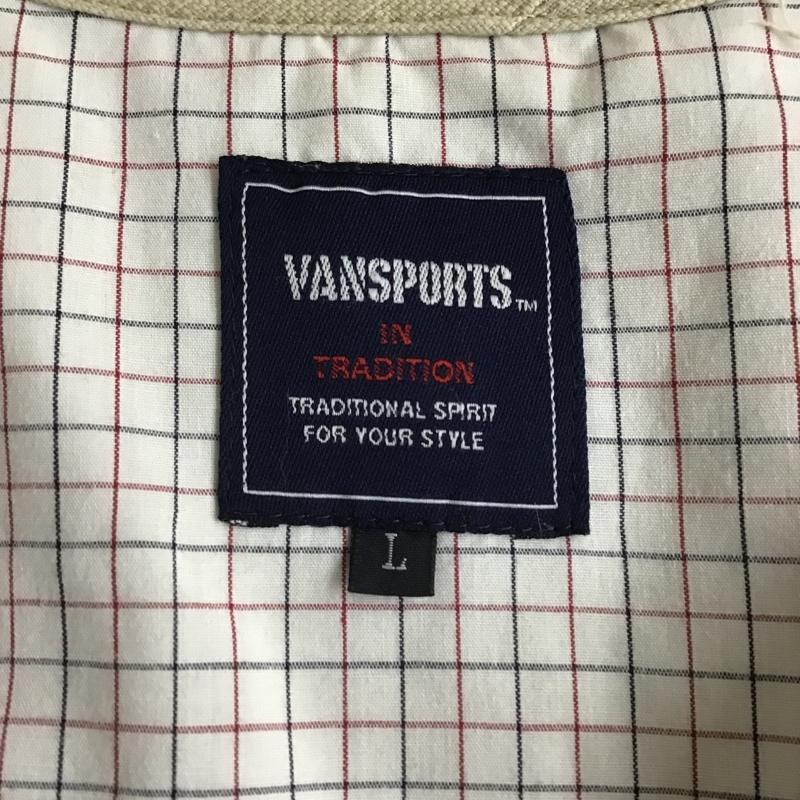 VANSPORTS™
IN
TRADITION
TRADITIONAL SPIRIT
FOR YOUR STYLE
L